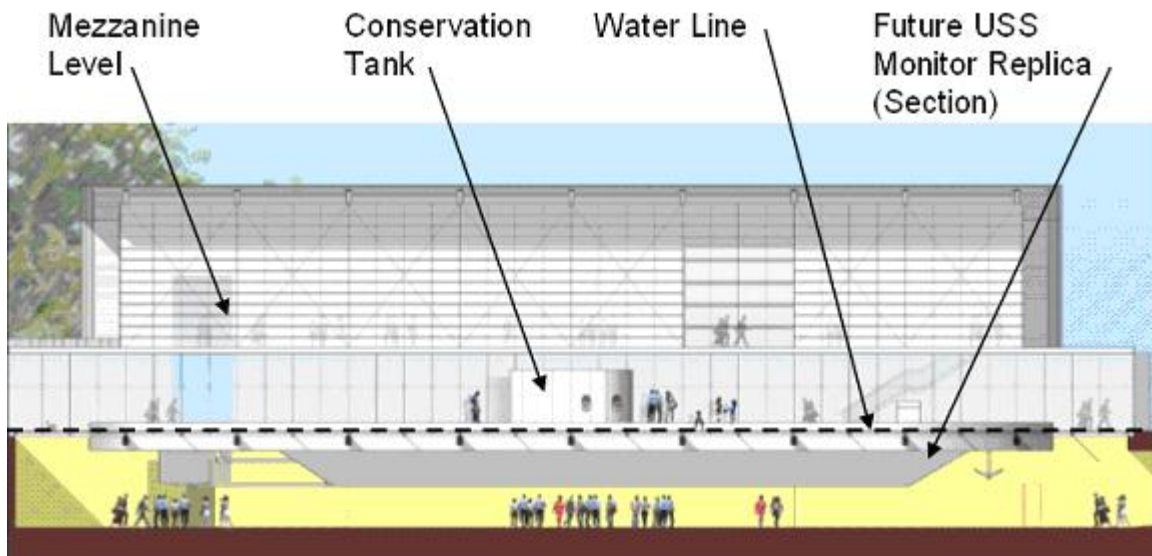 Mezzanine
Level
Conservation
Tank
Water Line
Future USS
Monitor Replica
(Section)